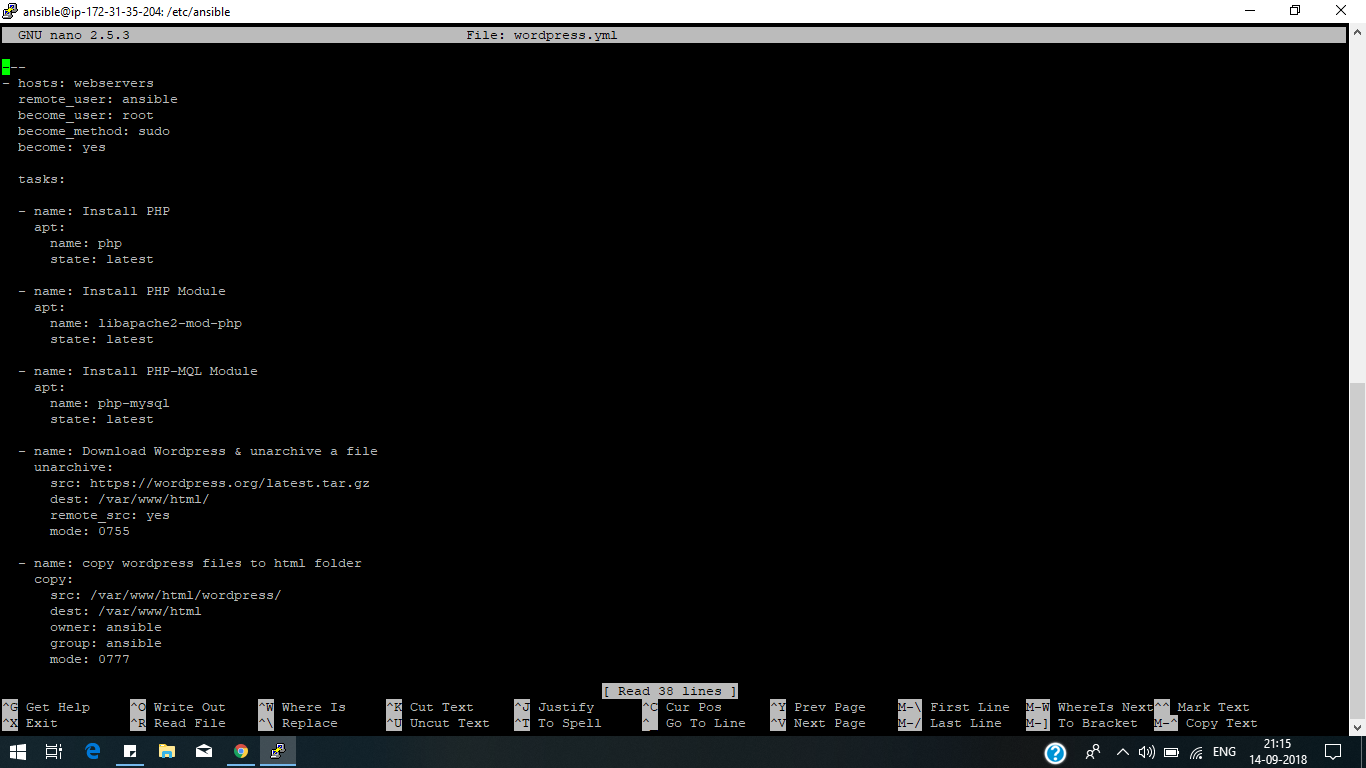 ansible@ip-172-31-35-204: /etc/ansible
GNU nano 2.5.3 File: wordpress.yml
---
- hosts: webservers
  remote_user: ansible
  become_user: root
  become_method: sudo
  become: yes
  tasks:
  - name: Install PHP
    apt:
      name: php
      state: latest
  - name: Install PHP Module
    apt:
      name: libapache2-mod-php
      state: latest
  - name: Install PHP-MQL Module
    apt:
      name: php-mysql
      state: latest
  - name: Download Wordpress & unarchive a file
    unarchive:
      src: https://wordpress.org/latest.tar.gz
      dest: /var/www/html/
      remote_src: yes
      mode: 0755
  - name: copy wordpress files to html folder
    copy:
      src: /var/www/html/wordpress/
      dest: /var/www/html
      owner: ansible
      group: ansible
      mode: 0777
[ Read 38 lines ]
^G Get Help ^O Write Out ^W Where Is ^K Cut Text ^J Justify ^C Cur Pos ^Y Prev Page M-\ First Line M-W WhereIs Next ^^ Mark Text
^X Exit ^R Read File ^\ Replace ^U Uncut Text ^T To Spell ^_ Go To Line ^V Next Page M-/ Last Line M-] To Bracket M-^ Copy Text
ENG 21:15
14-09-2018